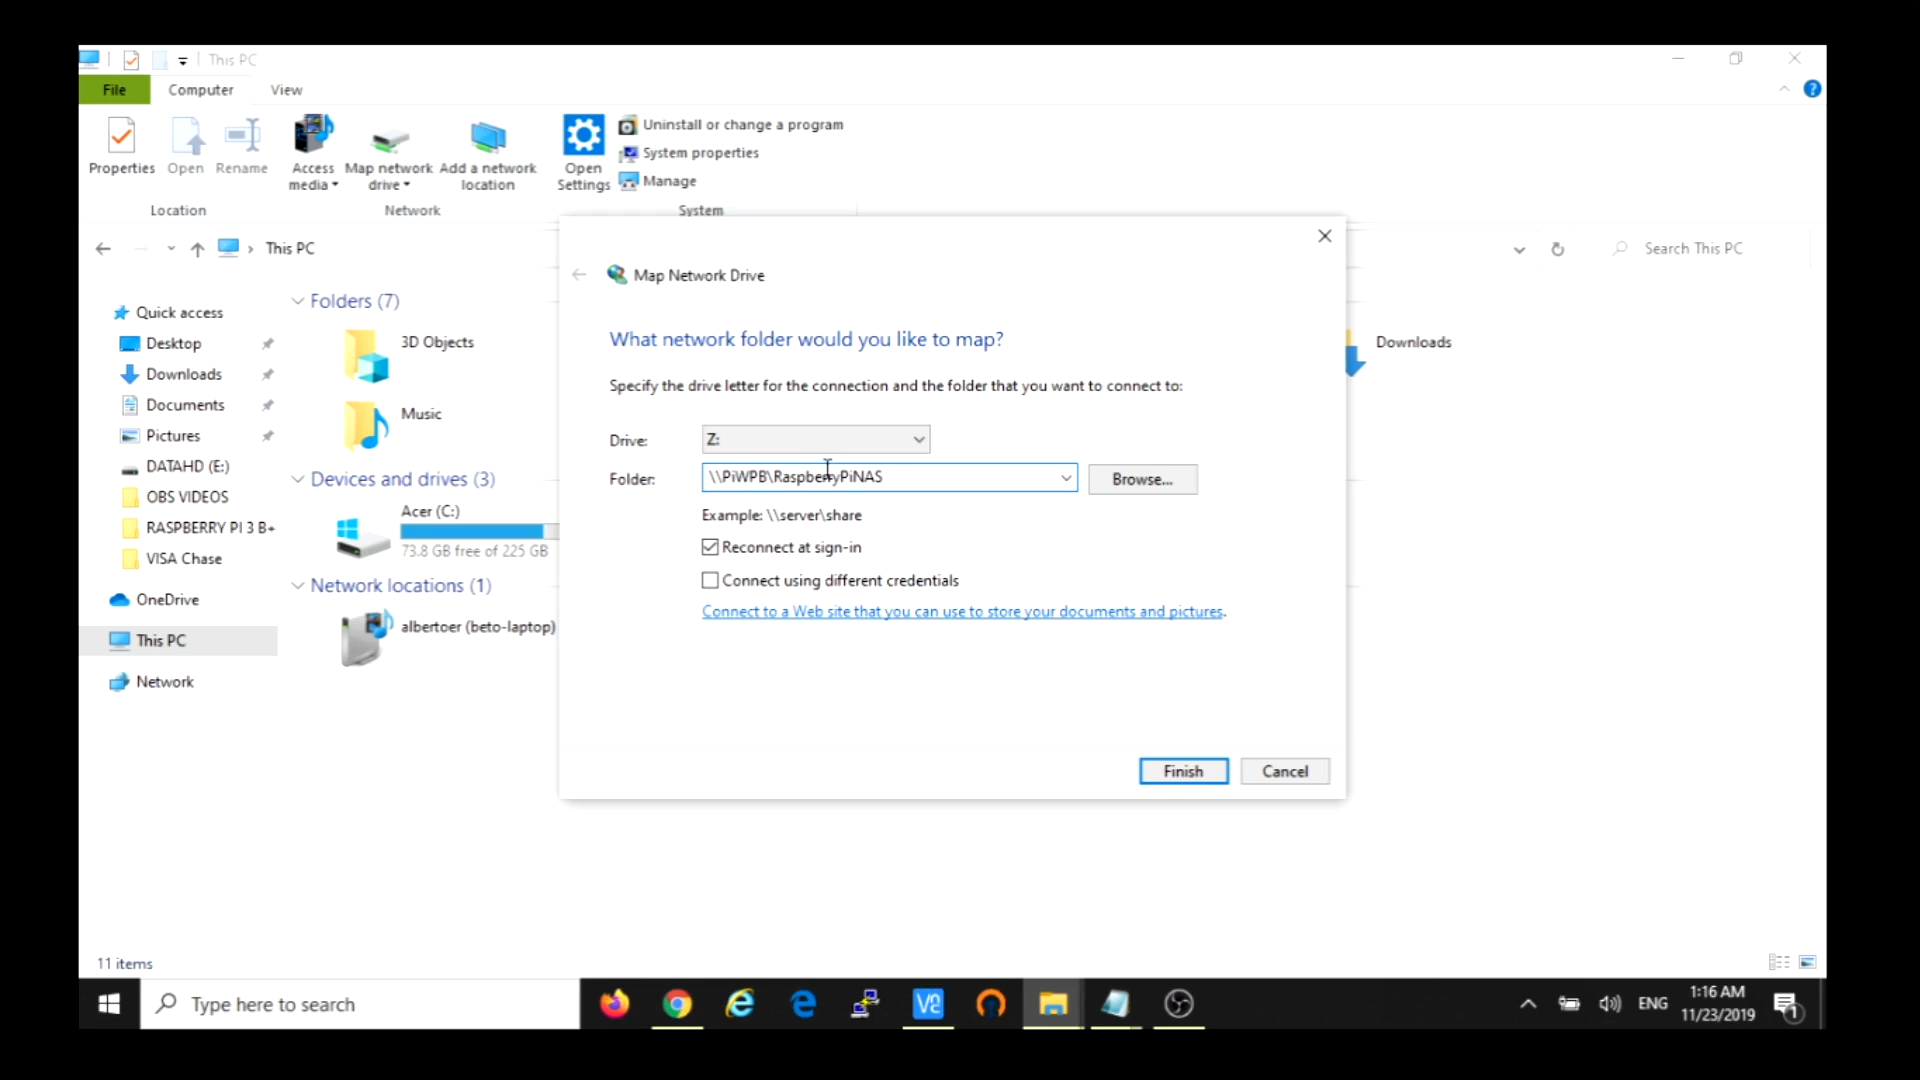 This PC
File Computer View
Properties Open Rename Access media Map network drive Add a network location Open Settings
Uninstall or change a program
System properties
Manage
Location Network System
This PC
Search This PC
Quick access
Desktop
Downloads
Documents
Pictures
DATAHD (E:)
OBS VIDEOS
RASPBERRY PI 3 B+
VISA Chase
OneDrive
This PC
Network
Folders (7)
3D Objects
Music
Downloads
Devices and drives (3)
Acer (C:)
73.8 GB free of 225 GB
Network locations (1)
albertoer (beto-laptop)
Map Network Drive
What network folder would you like to map?
Specify the drive letter for the connection and the folder that you want to connect to:
Drive: Z:
Folder: \\PiWPB\RaspberryPiNAS Browse...
Example: \\server\share
Reconnect at sign-in
Connect using different credentials
Connect to a Web site that you can use to store your documents and pictures.
Finish Cancel
11 items
Type here to search
ENG
1:16 AM
11/23/2019
1